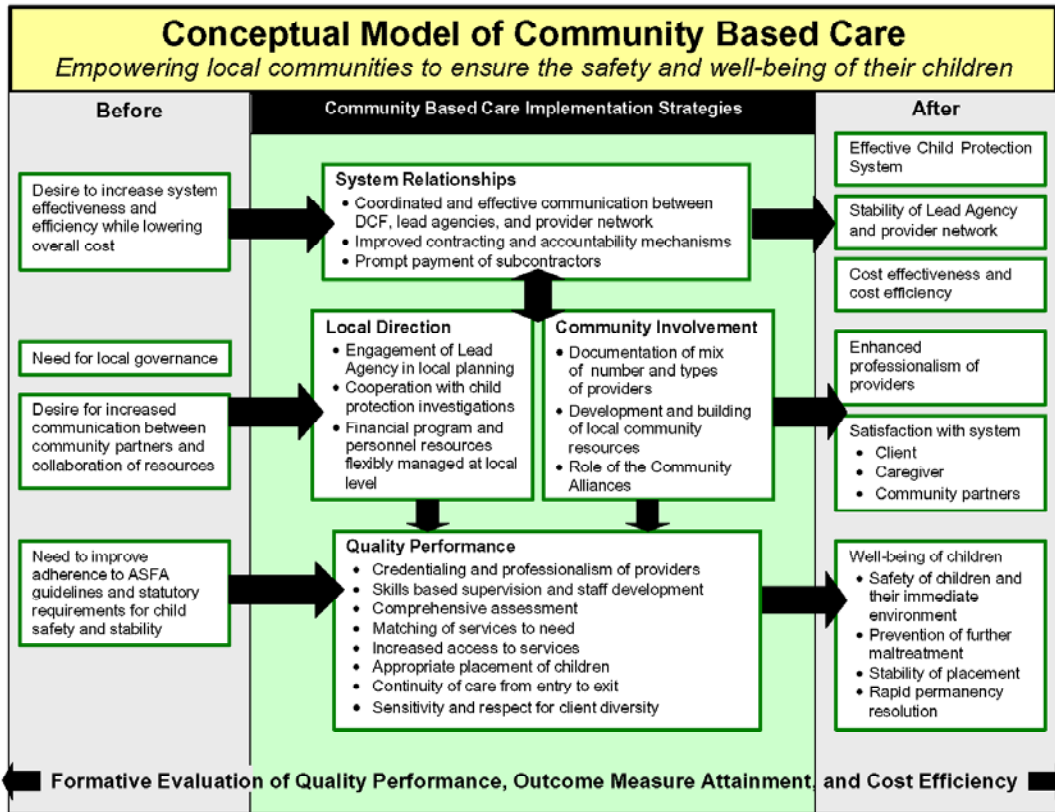 Conceptual Model of Community Based Care
Empowering local communities to ensure the safety and well-being of their children
Before
Community Based Care Implementation Strategies
After
Desire to increase system
effectiveness and
efficiency while lowering
overall cost
System Relationships
• Coordinated and effective communication between
DCF, lead agencies, and provider network
• Improved contracting and accountability mechanisms
• Prompt payment of subcontractors
Effective Child Protection
System
Stability of Lead Agency
and provider network
Cost effectiveness and
cost efficiency
Need for local governance
Desire for increased
communication between
community partners and
collaboration of resources
Local Direction
• Engagement of Lead
Agency in local planning
• Cooperation with child
protection investigations
• Financial program and
personnel resources
flexibly managed at local
level
Community Involvement
• Documentation of mix
of number and types
of providers
• Development and building
of local community
resources
• Role of the Community
Alliances
Enhanced
professionalism of
providers
Satisfaction with system
• Client
• Caregiver
• Community partners
Need to improve
adherence to ASFA
guidelines and statutory
requirements for child
safety and stability
Quality Performance
• Credentialing and professionalism of providers
• Skills based supervision and staff development
• Comprehensive assessment
• Matching of services to need
• Increased access to services
• Appropriate placement of children
• Continuity of care from entry to exit
• Sensitivity and respect for client diversity
Well-being of children
• Safety of children and
their immediate
environment
• Prevention of further
maltreatment
• Stability of placement
• Rapid permanency
resolution
Formative Evaluation of Quality Performance, Outcome Measure Attainment, and Cost Efficiency